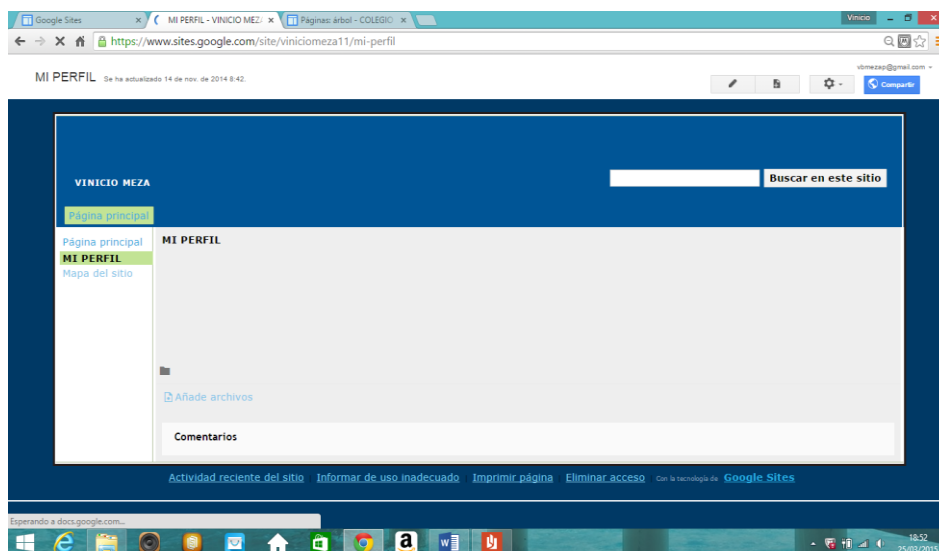 Google Sites
MI PERFIL - VINICIO MEZA
Páginas: árbol - COLEGIO
Vinicio
https://www.sites.google.com/site/viniciomeza11/mi-perfil
vbmezap@gmail.com
MI PERFIL Se ha actualizado 14 de nov. de 2014 8:42.
Compartir
VINICIO MEZA
Buscar en este sitio
Página principal
Página principal
MI PERFIL
MI PERFIL
Mapa del sitio
Añade archivos
Comentarios
Actividad reciente del sitio Informar de uso inadecuado Imprimir página Eliminar acceso Con la tecnología de Google Sites
Esperando a docs.google.com...
18:52
25/03/2015